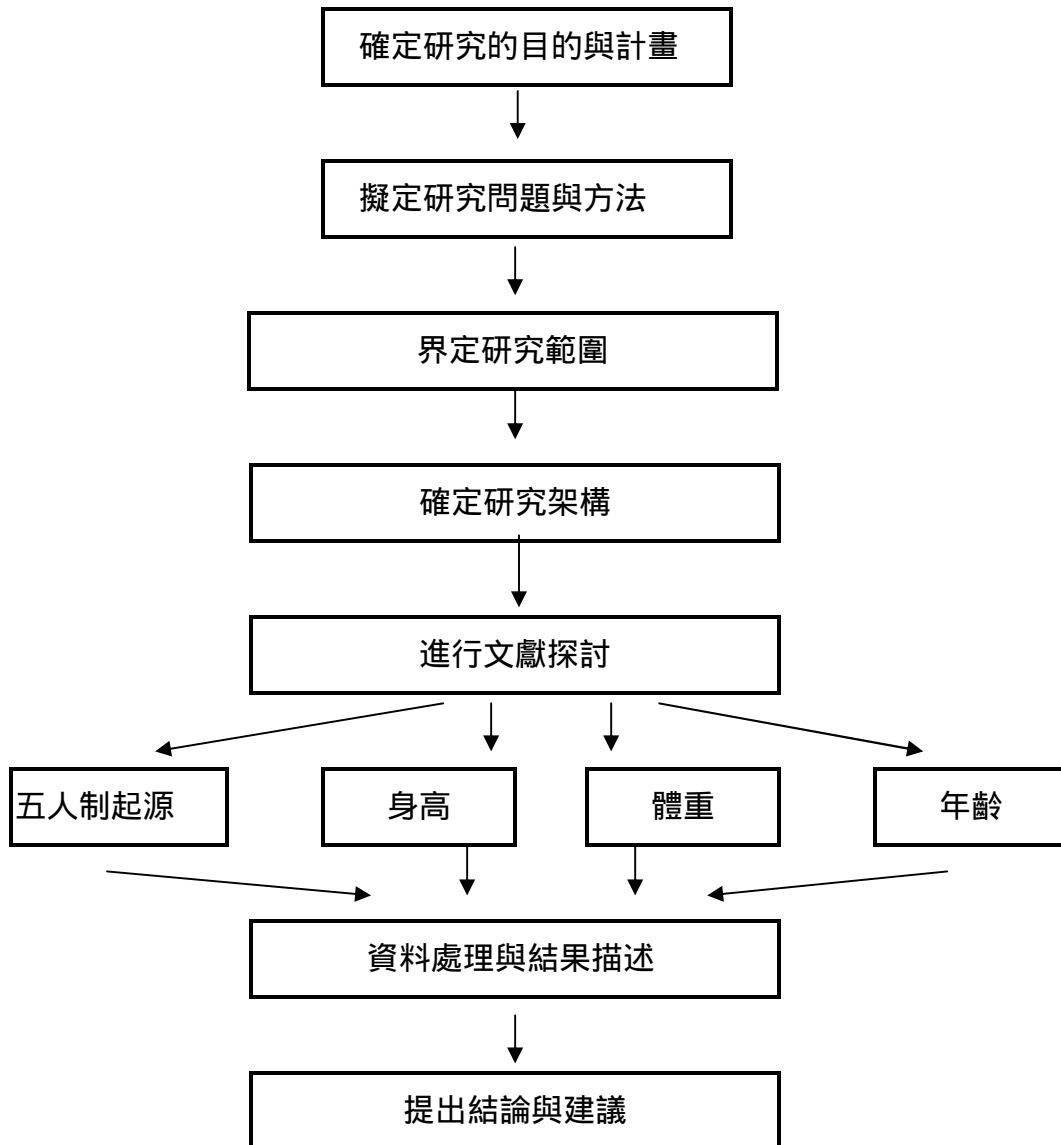 確定研究的目的與計畫
擬定研究問題與方法
界定研究範圍
確定研究架構
進行文獻探討
五人制起源
身高
體重
年齡
資料處理與結果描述
提出結論與建議